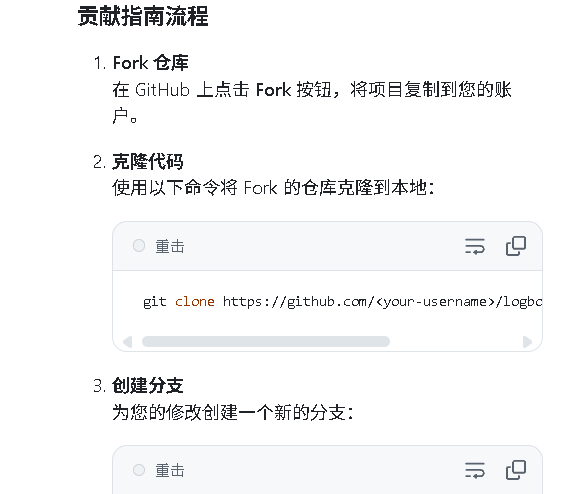 贡献指南流程
1. Fork 仓库
在 GitHub 上点击 Fork 按钮，将项目复制到您的账
户。
2. 克隆代码
使用以下命令将 Fork 的仓库克隆到本地：
重击
git clone https://github.com/<your-username>/logbo
3. 创建分支
为您的修改创建一个新的分支：
重击